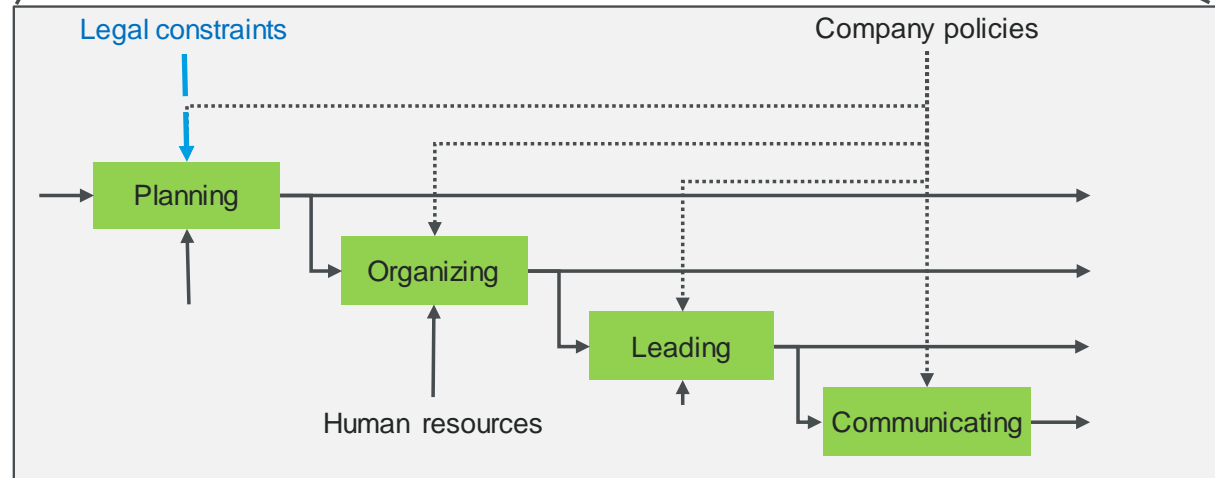 Legal constraints
Company policies
Planning
Organizing
Leading
Human resources
Communicating